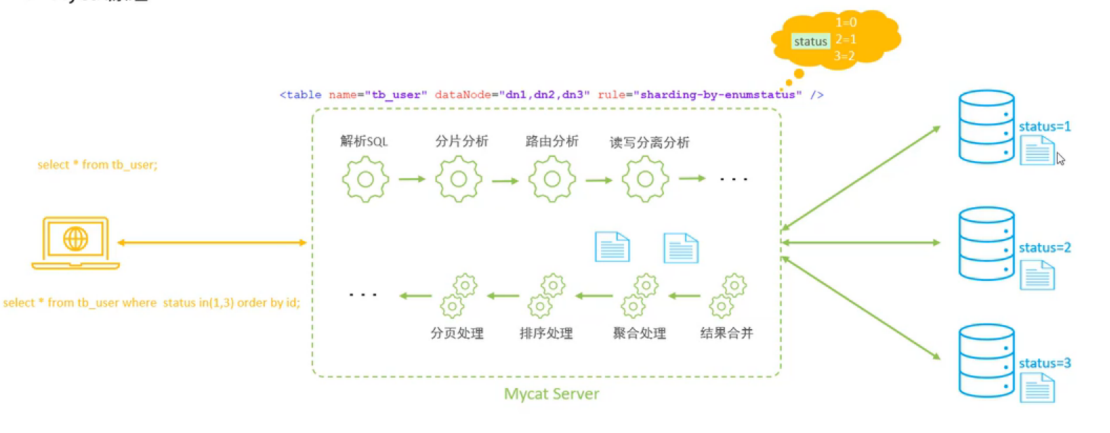 1=0
status
2=1
3=2
<table name="tb_user" dataNode="dn1,dn2,dn3" rule="sharding-by-enumstatus" />
解析SQL
分片分析
路由分析
读写分离分析
...
select * from tb_user;
status=1
status=2
status=3
select * from tb_user where status in(1,3) order by id;
...
分页处理
排序处理
聚合处理
结果合并
Mycat Server